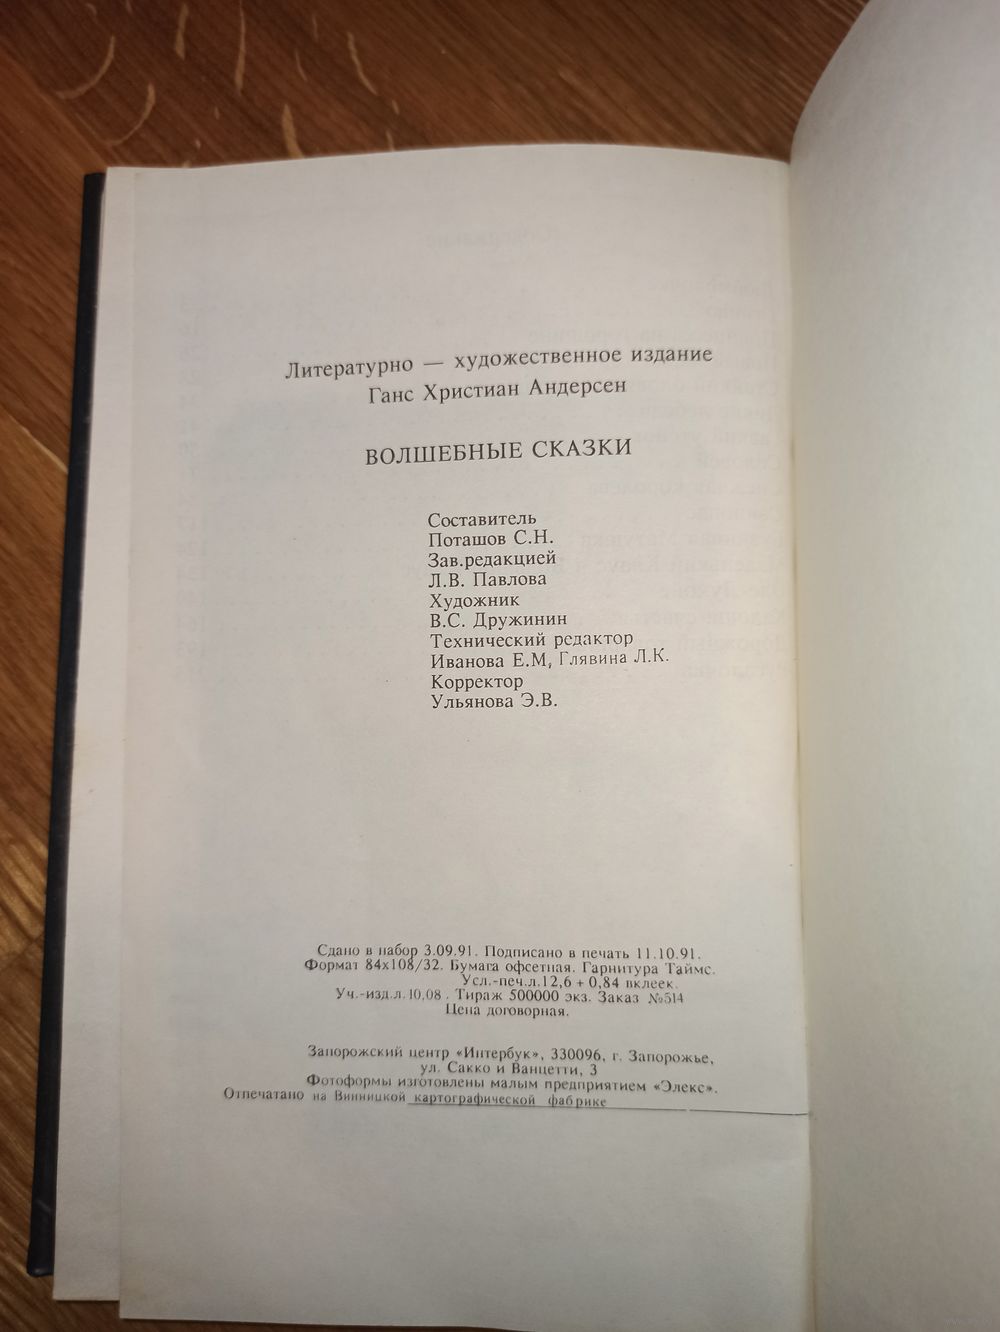 Литературно — художественное издание
Ганс Христиан Андерсен
ВОЛШЕБНЫЕ СКАЗКИ
Составитель
Поташов С.Н.
Зав.редакцией
Л.В. Павлова
Художник
В.С. Дружинин
Технический редактор
Иванова Е.М, Глявина Л.К.
Корректор
Ульянова Э.В.
Сдано в набор 3.09.91. Подписано в печать 11.10.91.
Формат 84х108/32. Бумага офсетная. Гарнитура Таймс.
Усл.-печ.л.12,6 + 0,84 вклеек.
Уч.-изд.л.10,08 . Тираж 500000 экз. Заказ №514
Цена договорная.
Запорожский центр «Интербук», 330096, г. Запорожье,
ул. Сакко и Ванцетти, 3
Фотоформы изготовлены малым предприятием «Элекс».
Отпечатано на Винницкой картографической фабрике